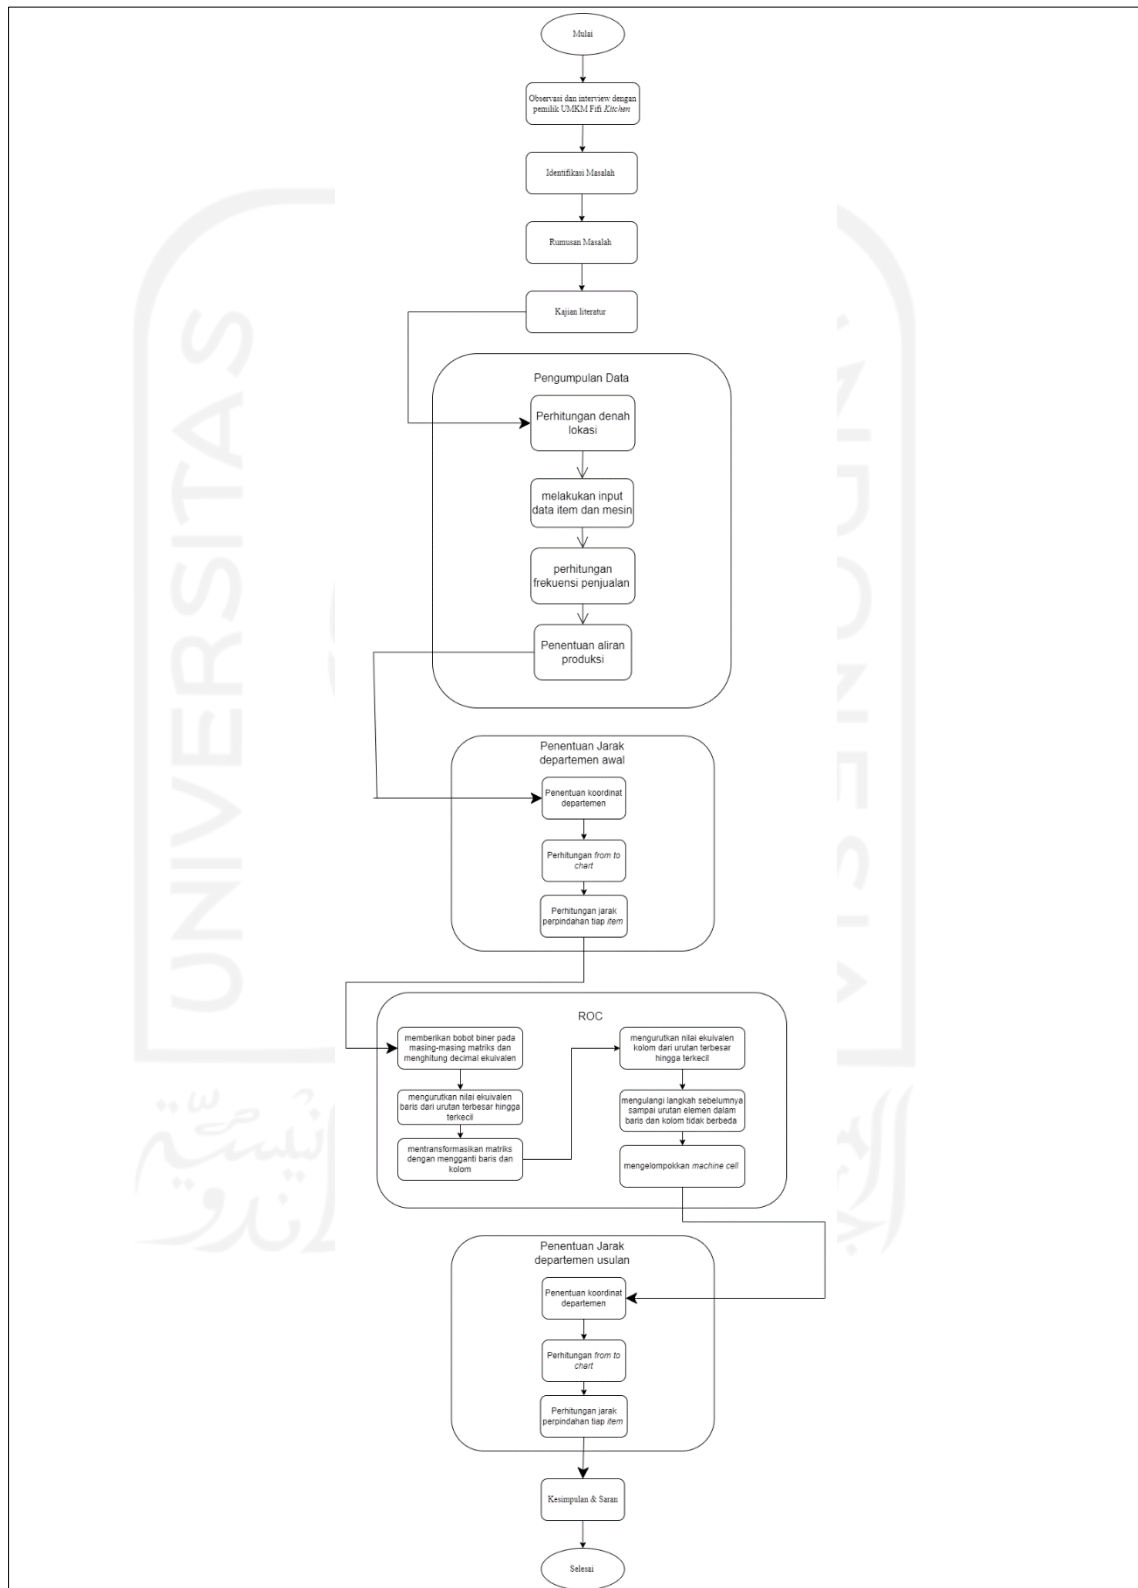 Mulai
Observasi dan interview dengan
pemilik UMKM Fifi Kitchen
Identifikasi Masalah
Rumusan Masalah
Kajian literatur
Pengumpulan Data
Perhitungan denah
lokasi
melakukan input
data item dan mesin
perhitungan
frekuensi penjualan
Penentuan aliran
produksi
Penentuan Jarak
departemen awal
Penentuan koordinat
departemen
Perhitungan from to
chart
Perhitungan jarak
perpindahan tiap item
ROC
memberikan bobot biner pada
masing-masing matriks dan
menghitung decimal ekuivalen
mengurutkan nilai ekuivalen
baris dari urutan terbesar hingga
terkecil
mentransformasikan matriks
dengan mengganti baris dan
kolom
mengurutkan nilai ekuivalen
kolom dari urutan terbesar
hingga terkecil
mengulangi langkah sebelumnya
sampai urutan elemen dalam
baris dan kolom tidak berbeda
mengelompokkan machine cell
Penentuan Jarak
departemen usulan
Penentuan koordinat
departemen
Perhitungan from to
chart
Perhitungan jarak
perpindahan tiap item
Kesimpulan & Saran
Selesai
UNIVERSITAS